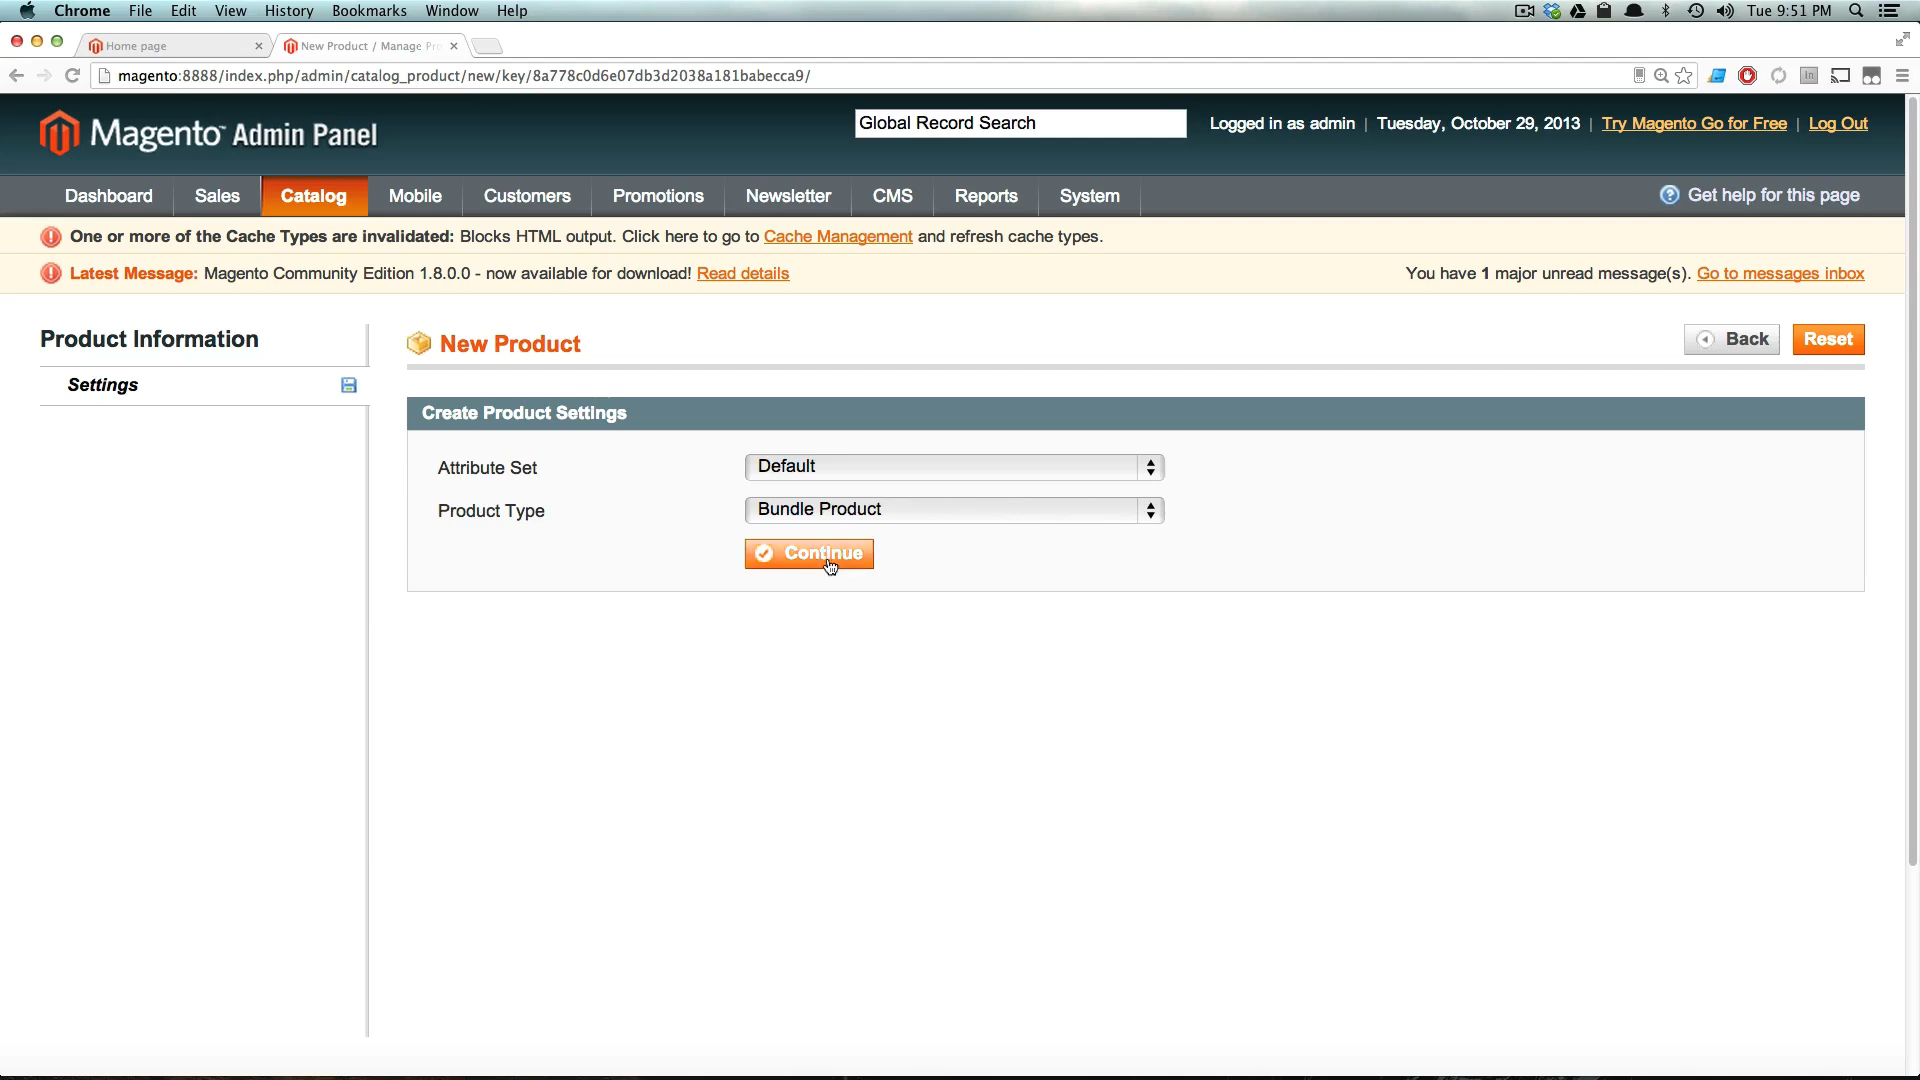 Chrome File Edit View History Bookmarks Window Help Tue 9:51 PM
Home page New Product / Manage Pr
magento:8888/index.php/admin/catalog_product/new/key/8a778c0d6e07db3d2038a181babecca9/
Magento Admin Panel Global Record Search Logged in as admin | Tuesday, October 29, 2013 | Try Magento Go for Free | Log Out
Dashboard Sales Catalog Mobile Customers Promotions Newsletter CMS Reports System Get help for this page
One or more of the Cache Types are invalidated: Blocks HTML output. Click here to go to Cache Management and refresh cache types.
Latest Message: Magento Community Edition 1.8.0.0 - now available for download! Read details You have 1 major unread message(s). Go to messages inbox
Product Information New Product Back Reset
Settings
Create Product Settings
Attribute Set Default
Product Type Bundle Product
Continue